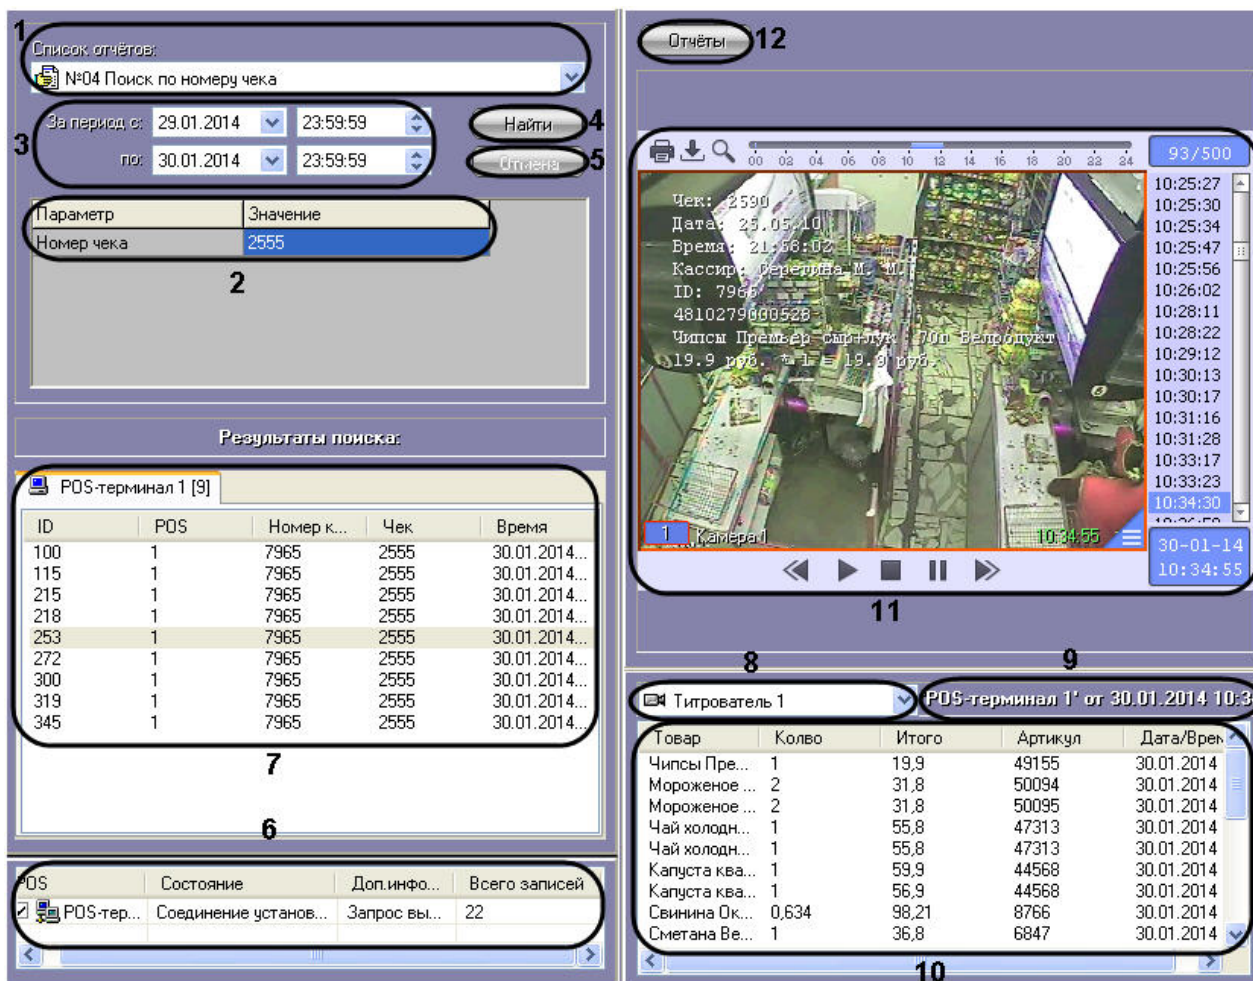 1
Список отчётов:
№04 Поиск по номеру чека
3
За период с: 29.01.2014 23:59:59
по: 30.01.2014 23:59:59
Найти 4
Отмена 5
Параметр Значение
Номер чека 2555
2
Результаты поиска:
POS-терминал 1 [9]
ID POS Номер к... Чек Время
100 1 7965 2555 30.01.2014...
115 1 7965 2555 30.01.2014...
215 1 7965 2555 30.01.2014...
218 1 7965 2555 30.01.2014...
253 1 7965 2555 30.01.2014...
272 1 7965 2555 30.01.2014...
300 1 7965 2555 30.01.2014...
319 1 7965 2555 30.01.2014...
345 1 7965 2555 30.01.2014...
7
6
POS Состояние Доп.инфо... Всего записей
POS-тер... Соединение установ... Запрос вы... 22
Отчёты 12
00 02 04 06 08 10 12 14 16 18 20 22 24
93/500
Чек: 2590
Дата: 25.05.10
Время: 21:58:02
Кассир: Серегина М. М.
ID: 7965
4810279000528
Чипсы Премьер сыр+лук 70г Белпродукт
19.9 руб. * 1 = 19.9 руб.
1 Камера 1 10:34:55
10:25:27
10:25:30
10:25:34
10:25:47
10:25:56
10:26:02
10:28:11
10:28:22
10:29:12
10:30:13
10:30:17
10:31:16
10:31:28
10:33:17
10:33:23
10:34:30
30-01-14
10:34:55
11
8
9
Титрователь 1
POS-терминал 1' от 30.01.2014 10:3
Товар Колво Итого Артикул Дата/Врем
Чипсы Пре... 1 19,9 49155 30.01.2014
Мороженое ... 2 31,8 50094 30.01.2014
Мороженое ... 2 31,8 50095 30.01.2014
Чай холодн... 1 55,8 47313 30.01.2014
Чай холодн... 1 55,8 47313 30.01.2014
Капуста ква... 1 59,9 44568 30.01.2014
Капуста ква... 1 56,9 44568 30.01.2014
Свинина Ок... 0,634 98,21 8766 30.01.2014
Сметана Ве... 1 36,8 6847 30.01.2014
10